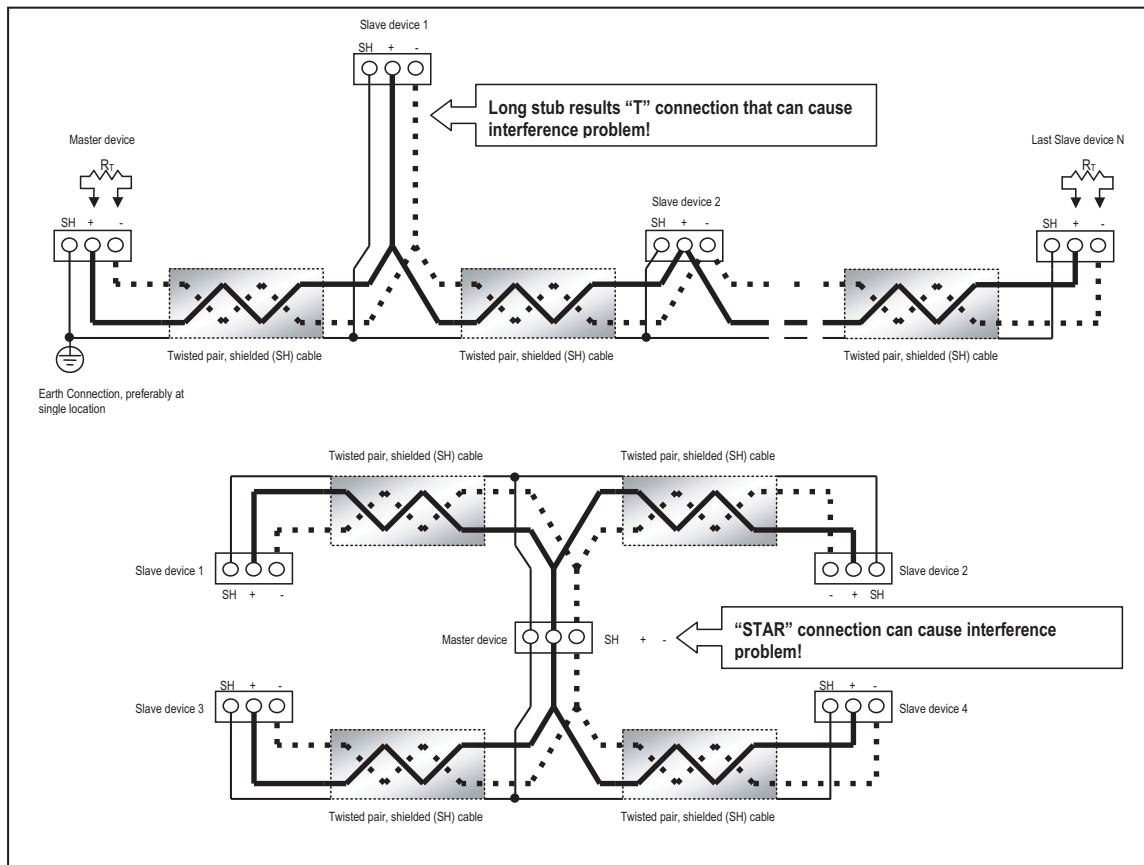 Slave device 1
SH + -
Long stub results “T” connection that can cause
interference problem!
Master device
RT
SH + -
Last Slave device N
RT
SH + -
Slave device 2
SH + -
Twisted pair, shielded (SH) cable
Twisted pair, shielded (SH) cable
Twisted pair, shielded (SH) cable
Earth Connection, preferably at
single location
Twisted pair, shielded (SH) cable
Twisted pair, shielded (SH) cable
Slave device 1
SH + -
Slave device 2
- + SH
Master device
SH + -
“STAR” connection can cause interference
problem!
Slave device 3
SH + -
Slave device 4
SH + -
Twisted pair, shielded (SH) cable
Twisted pair, shielded (SH) cable